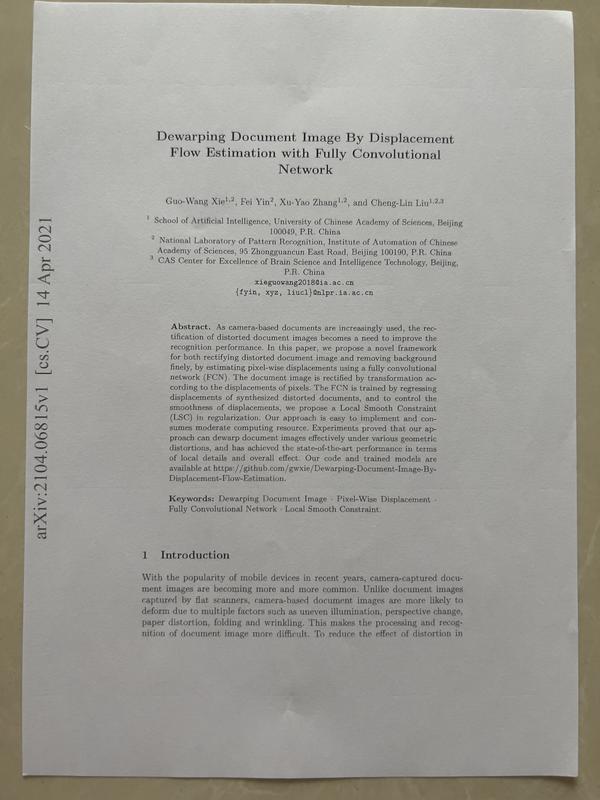 Dewarping Document Image By Displacement
Flow Estimation with Fully Convolutional
Network
Guo-Wang Xie1,2, Fei Yin2, Xu-Yao Zhang1,2, and Cheng-Lin Liu1,2,3
1 School of Artificial Intelligence, University of Chinese Academy of Sciences, Beijing
100049, P.R. China
2 National Laboratory of Pattern Recognition, Institute of Automation of Chinese
Academy of Sciences, 95 Zhongguancun East Road, Beijing 100190, P.R. China
3 CAS Center for Excellence of Brain Science and Intelligence Technology, Beijing,
P.R. China
xieguowang2018@ia.ac.cn
{fyin, xyz, liucl}@nlpr.ia.ac.cn
arXiv:2104.06815v1 [cs.CV] 14 Apr 2021
Abstract. As camera-based documents are increasingly used, the rec-
tification of distorted document images becomes a need to improve the
recognition performance. In this paper, we propose a novel framework
for both rectifying distorted document image and removing background
finely, by estimating pixel-wise displacements using a fully convolutional
network (FCN). The document image is rectified by transformation ac-
cording to the displacements of pixels. The FCN is trained by regressing
displacements of synthesized distorted documents, and to control the
smoothness of displacements, we propose a Local Smooth Constraint
(LSC) in regularization. Our approach is easy to implement and con-
sumes moderate computing resource. Experiments proved that our ap-
proach can dewarp document images effectively under various geometric
distortions, and has achieved the state-of-the-art performance in terms
of local details and overall effect. Our code and trained models are
available at https://github.com/gwxie/Dewarping-Document-Image-By-
Displacement-Flow-Estimation.
Keywords: Dewarping Document Image · Pixel-Wise Displacement ·
Fully Convolutional Network · Local Smooth Constraint.
1 Introduction
With the popularity of mobile devices in recent years, camera-captured docu-
ment images are becoming more and more common. Unlike document images
captured by flat scanners, camera-based document images are more likely to
deform due to multiple factors such as uneven illumination, perspective change,
paper distortion, folding and wrinkling. This makes the processing and recog-
nition of document image more difficult. To reduce the effect of distortion in